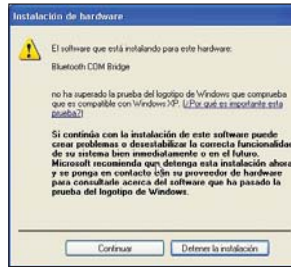 Instalación de hardware
El software que está instalando para este hardware:
Bluetooth COM Bridge
no ha superado la prueba del logotipo de Windows que comprueba
que es compatible con Windows XP. (¿Por qué es importante esta
prueba?)
Si continúa con la instalación de este software puede
crear problemas o desestabilizar la correcta funcionalidad
de su sistema bien inmediatamente o en el futuro.
Microsoft recomienda que detenga esta instalación ahora
y se ponga en contacto con su proveedor de hardware
para consultarle acerca del software que ha pasado la
prueba del logotipo de Windows.
Continuar
Detener la instalación